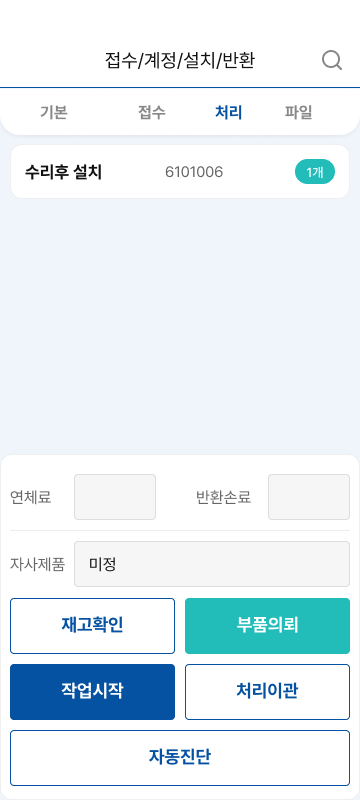 접수/계정/설치/반환
기본 접수 처리 파일
수리후 설치 6101006 1개
연체료 반환손료
자사제품 미정
재고확인 부품의뢰
작업시작 처리이관
자동진단